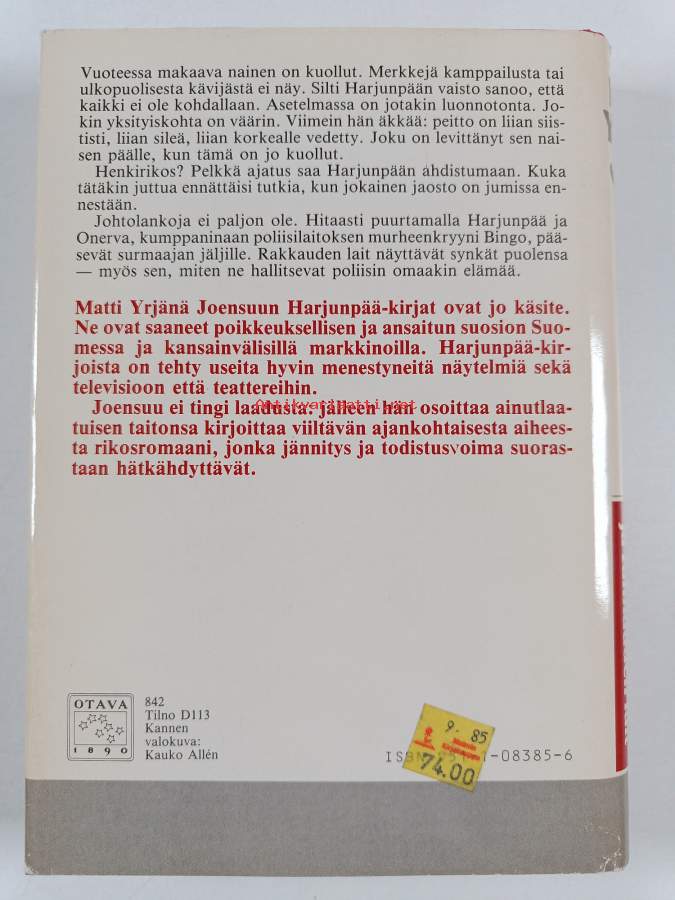 Vuoteessa makaava nainen on kuollut. Merkkejä kamppailusta tai
ulkopuolisesta kävijästä ei näy. Silti Harjunpään vaisto sanoo, että
kaikki ei ole kohdallaan. Asetelmassa on jotakin luonnotonta. Jo-
kin yksityiskohta on väärin. Viimein hän äkkää: peitto on liian siis-
tisti, liian sileä, liian korkealle vedetty. Joku on levittänyt sen nai-
sen päälle, kun tämä on jo kuollut.
Henkirikos? Pelkkä ajatus saa Harjunpään ahdistumaan. Kuka
tätäkin juttua ennättäisi tutkia, kun jokainen jaosto on jumissa en-
nestään.
Johtolankoja ei paljon ole. Hitaasti puurtamalla Harjunpää ja
Onerva, kumppaninaan poliisilaitoksen murheenkryyni Bingo, pää-
sevät surmaajan jäljille. Rakkauden lait näyttävät synkät puolensa
— myös sen, miten ne hallitsevat poliisin omaakin elämää.
Matti Yrjänä Joensuun Harjunpää-kirjat ovat jo käsite.
Ne ovat saaneet poikkeuksellisen ja ansaitun suosion Suo-
messa ja kansainvälisillä markkinoilla. Harjunpää-kir-
joista on tehty useita hyvin menestyneitä näytelmiä sekä
televisioon että teattereihin.
Joensuu ei tingi laadusta: jälleen hän osoittaa ainutlaa-
tuisen taitonsa kirjoittaa viiltävän ajankohtaisesta aihees-
ta rikosromaani, jonka jännitys ja todistusvoima suoras-
taan hätkähdyttävät.
OTAVA
1890
842
Tilno D113
Kannen
valokuva:
Kauko Allén
9. 85
74.00
ISBN -08385-6